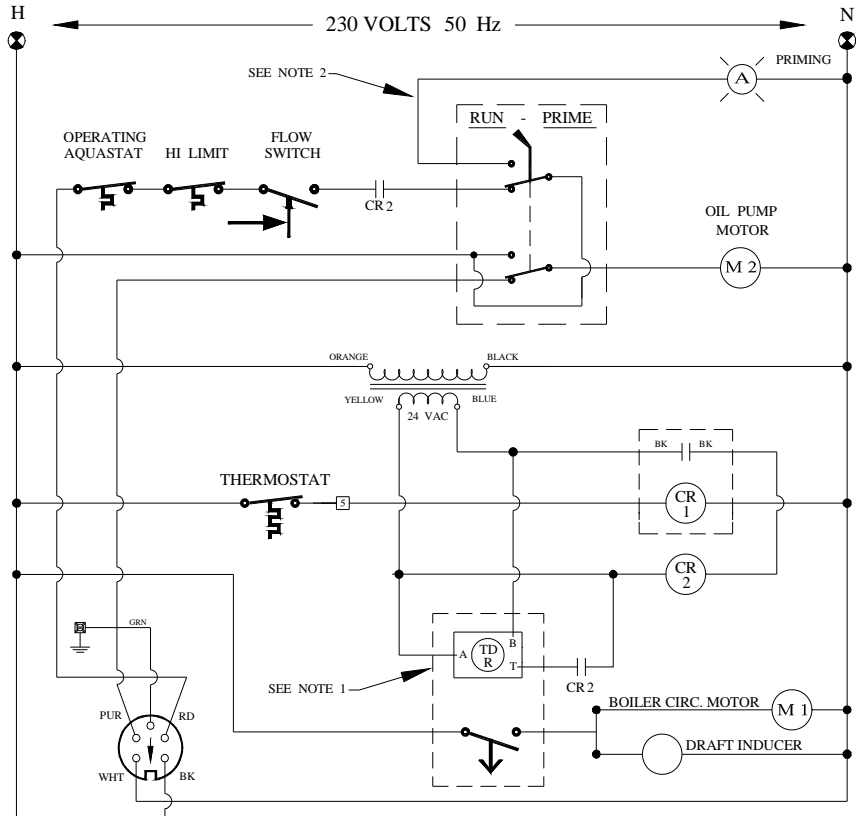 H
230 VOLTS 50 Hz
N
PRIMING
A
SEE NOTE 2
RUN - PRIME
OPERATING
AQUASTAT
HI LIMIT
FLOW
SWITCH
CR 2
OIL PUMP
MOTOR
M 2
ORANGE
BLACK
YELLOW
BLUE
24 VAC
BK
BK
THERMOSTAT
5
CR
1
CR
2
GRN
A
TD
R
B
T
CR 2
SEE NOTE 1
PUR
RD
WHT
BK
BOILER CIRC. MOTOR
M 1
DRAFT INDUCER